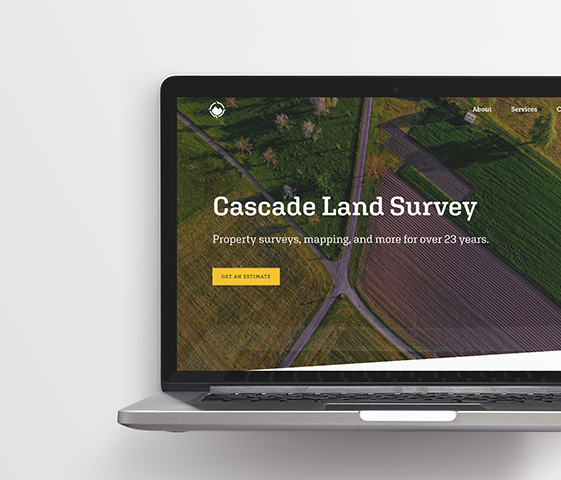 About Services
Cascade Land Survey
Property surveys, mapping, and more for over 23 years.
GET AN ESTIMATE